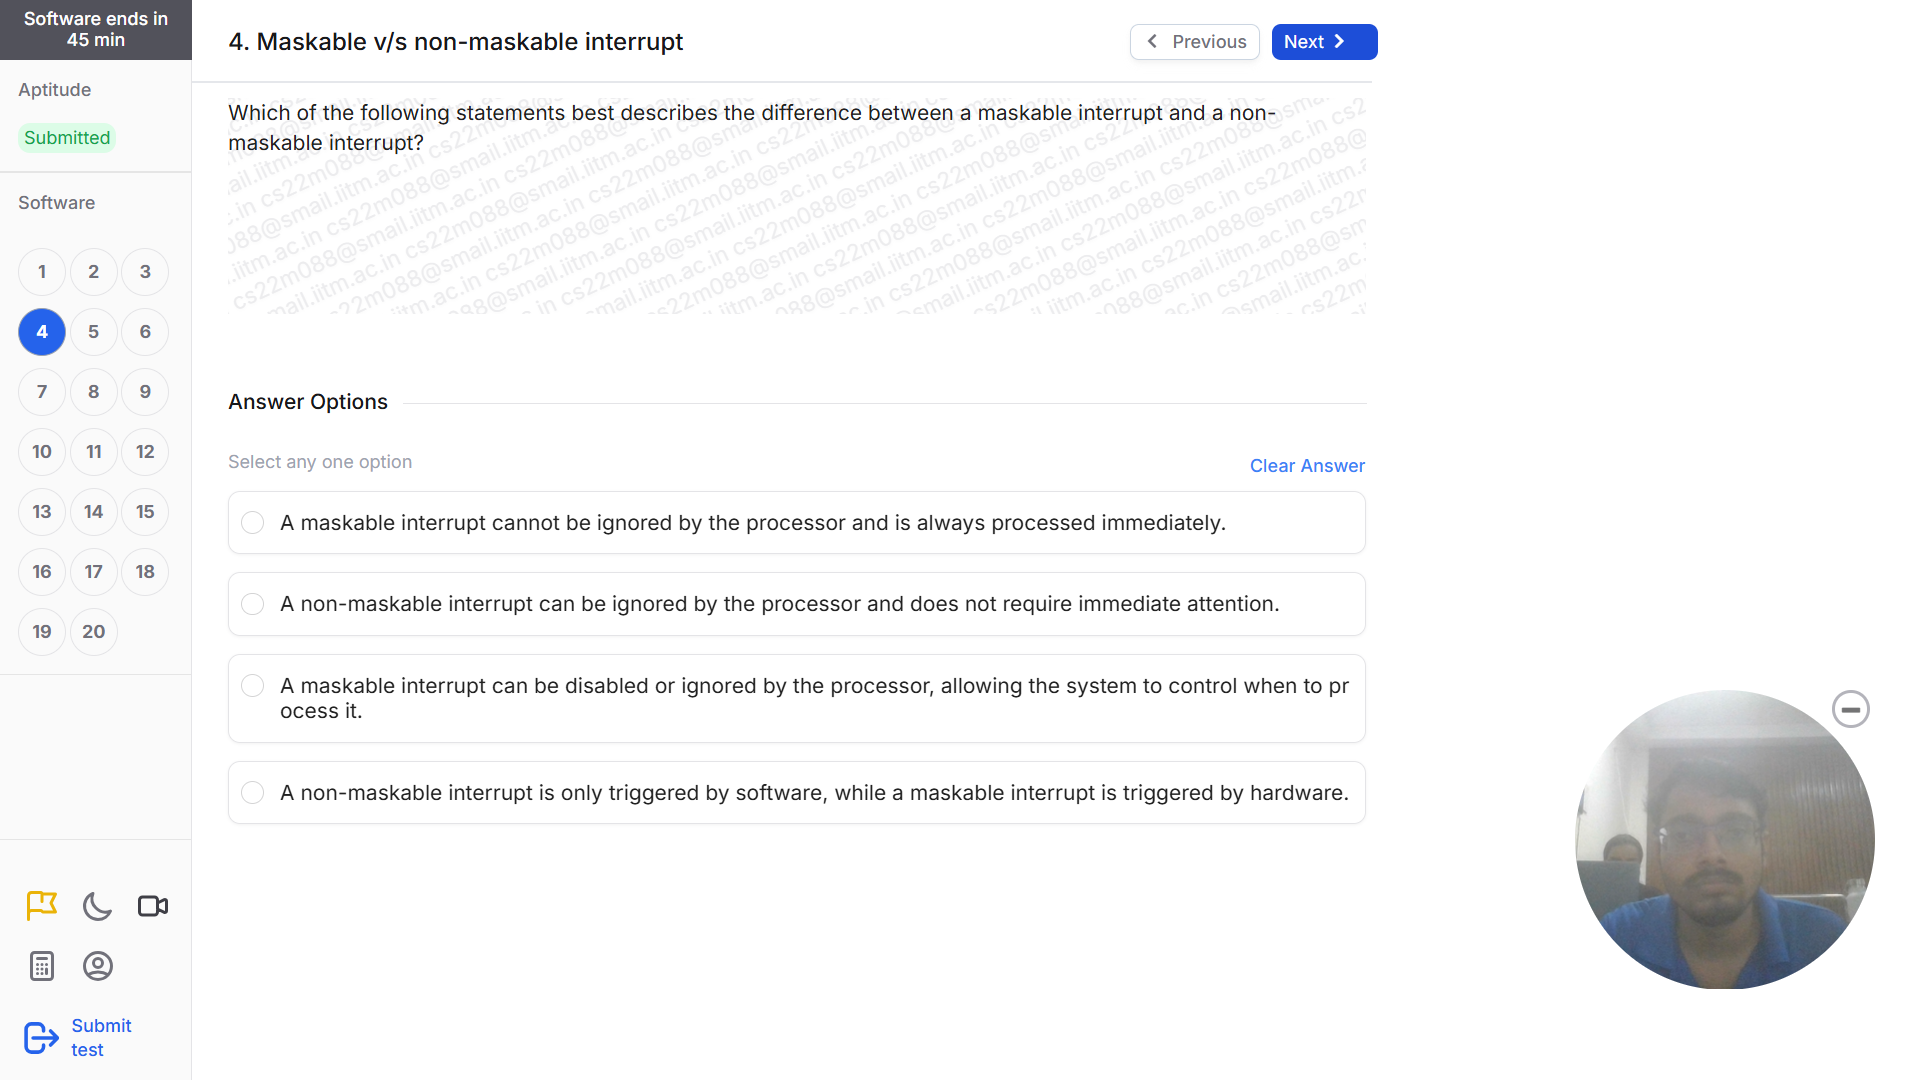 Software ends in
45 min
Aptitude
Submitted
Software
1 2 3
4 5 6
7 8 9
10 11 12
13 14 15
16 17 18
19 20
Submit
test
4. Maskable v/s non-maskable interrupt
Previous
Next
Which of the following statements best describes the difference between a maskable interrupt and a non-
maskable interrupt?
cs22m088@smail.iitm.ac.in
Answer Options
Select any one option
Clear Answer
A maskable interrupt cannot be ignored by the processor and is always processed immediately.
A non-maskable interrupt can be ignored by the processor and does not require immediate attention.
A maskable interrupt can be disabled or ignored by the processor, allowing the system to control when to pr
ocess it.
A non-maskable interrupt is only triggered by software, while a maskable interrupt is triggered by hardware.